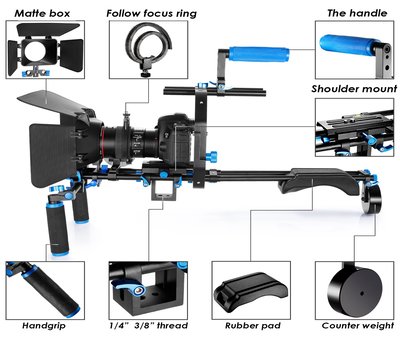 Matte box
Follow focus ring
The handle
Shoulder mount
Handgrip
1/4” 3/8” thread
Rubber pad
Counter weight